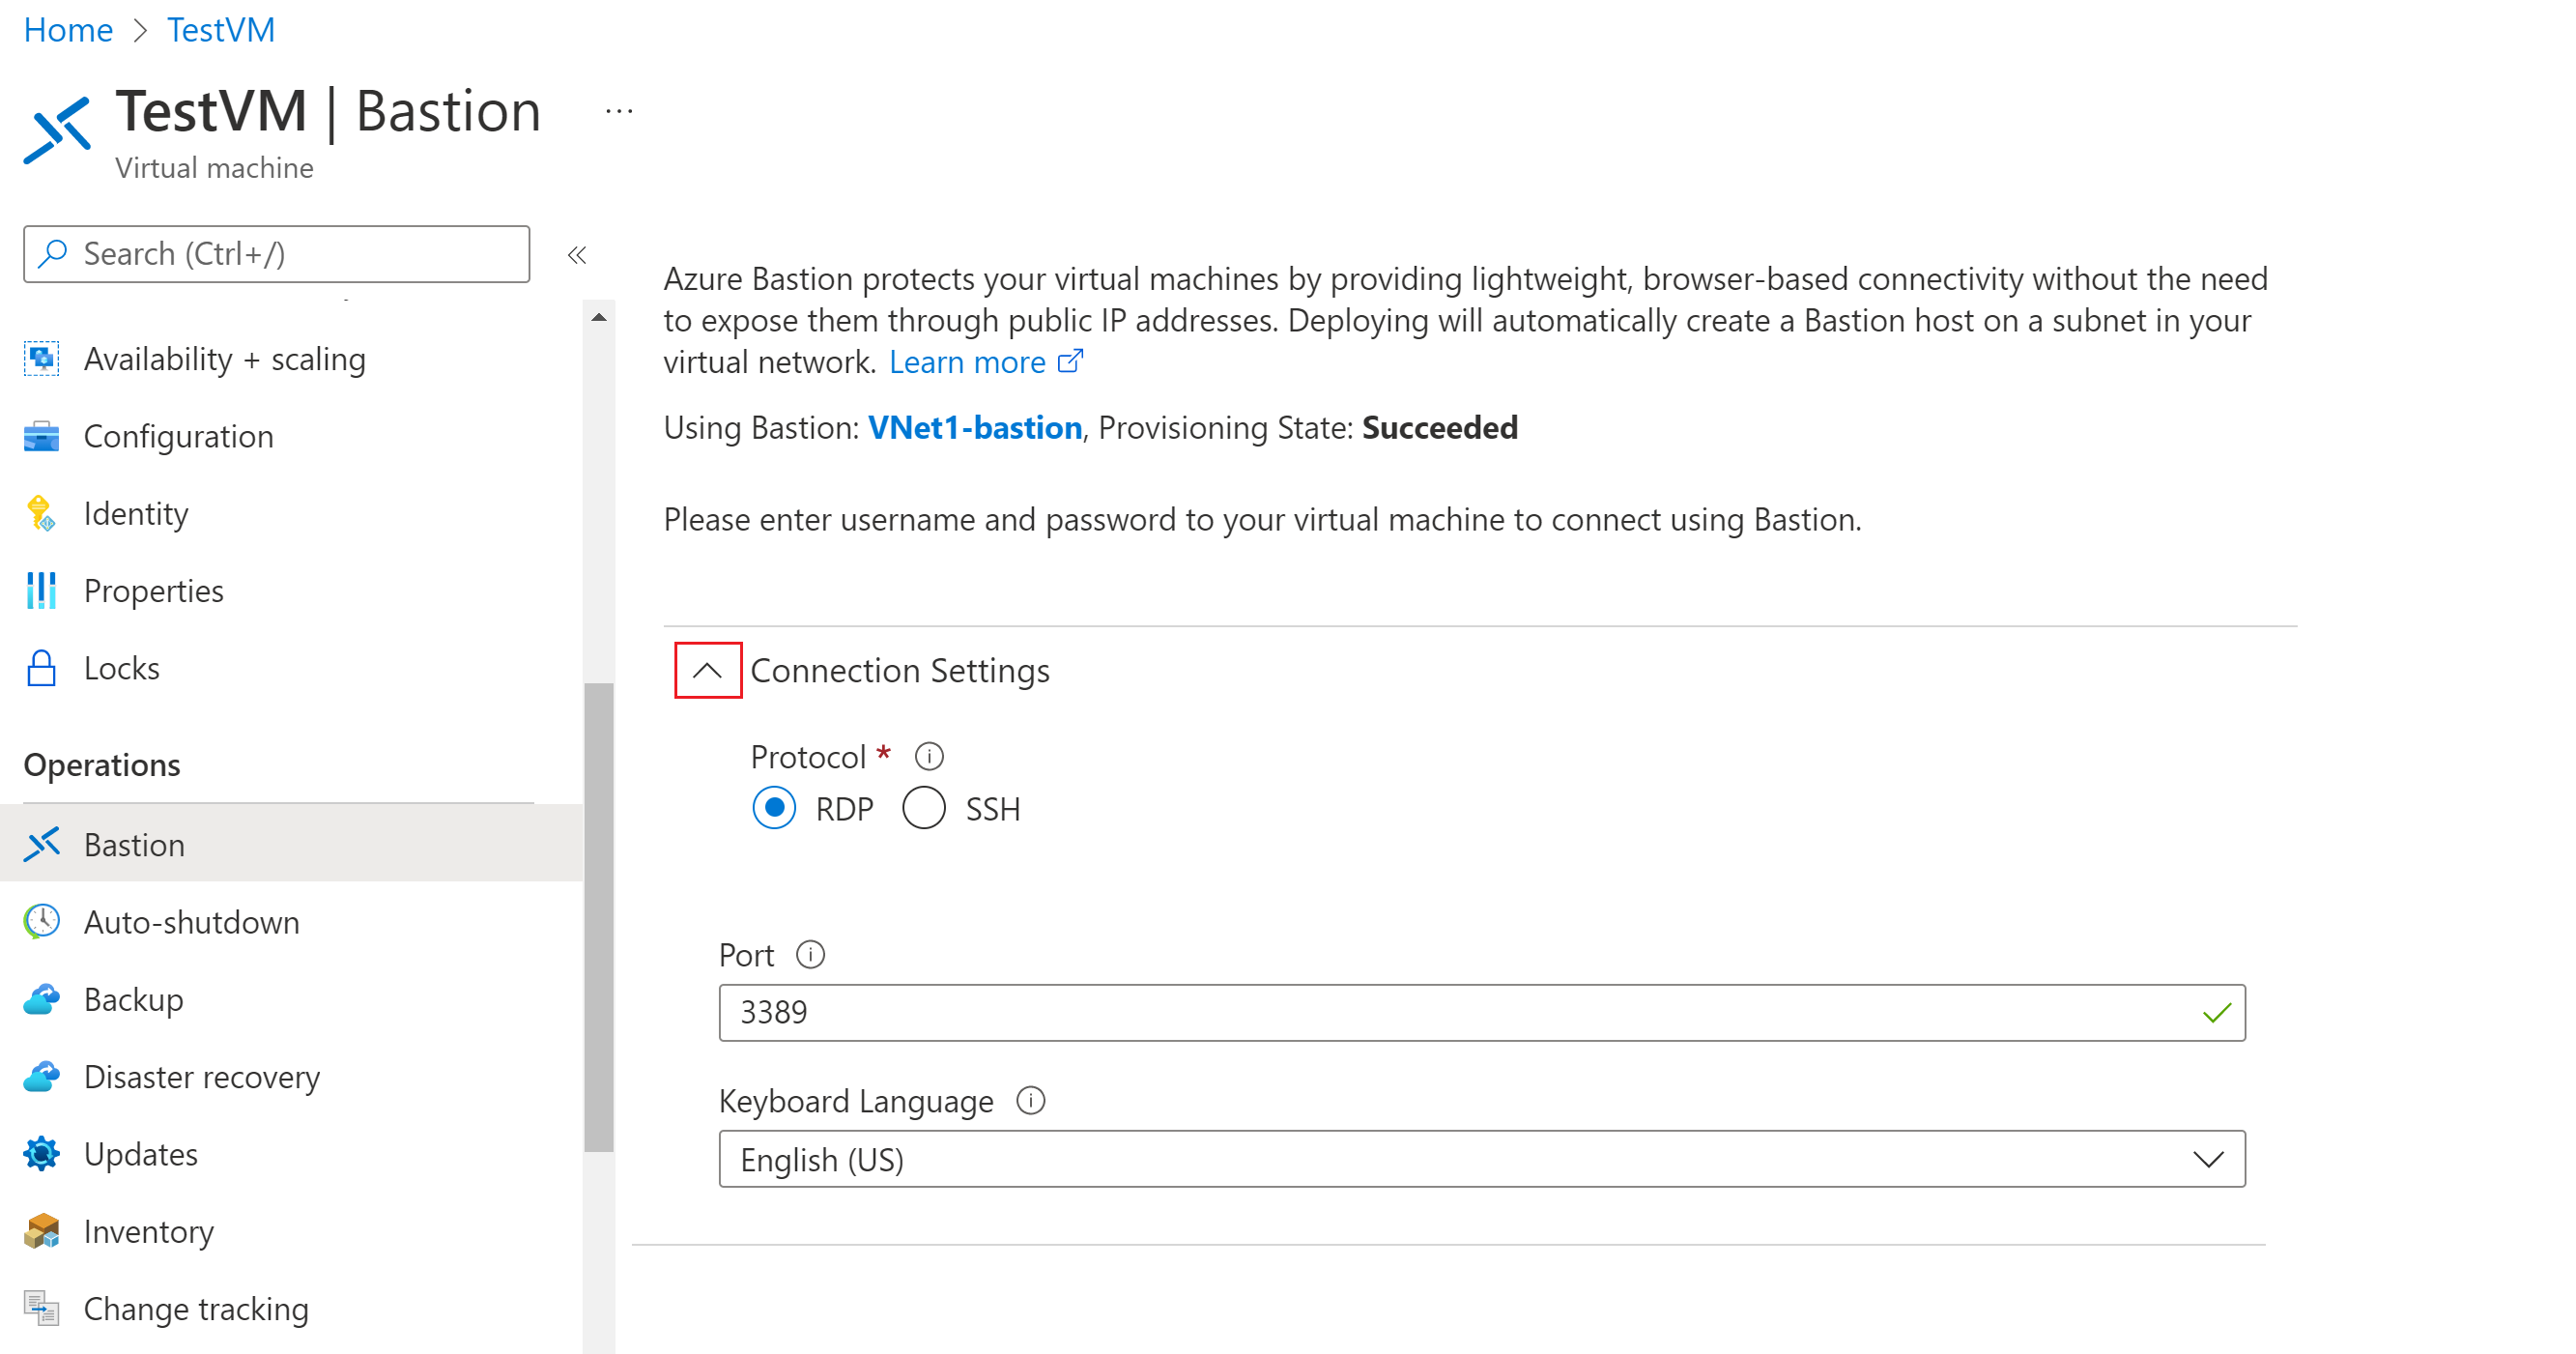 Home > TestVM
TestVM | Bastion ...
Virtual machine
Search (Ctrl+/)
Availability + scaling
Configuration
Identity
Properties
Locks
Operations
Bastion
Auto-shutdown
Backup
Disaster recovery
Updates
Inventory
Change tracking
Azure Bastion protects your virtual machines by providing lightweight, browser-based connectivity without the need
to expose them through public IP addresses. Deploying will automatically create a Bastion host on a subnet in your
virtual network. Learn more
Using Bastion: VNet1-bastion, Provisioning State: Succeeded
Please enter username and password to your virtual machine to connect using Bastion.
Connection Settings
Protocol *
RDP SSH
Port
3389
Keyboard Language
English (US)